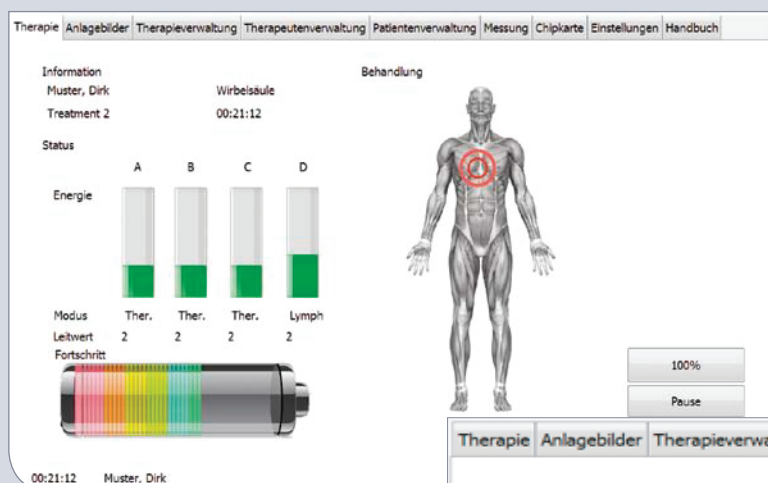 Therapie Anlagebilder Therapieverwaltung Therapeutenverwaltung Patientenverwaltung Messung Chipkarte Einstellungen Handbuch
Information
Behandlung
Muster, Dirk Wirbelsäule
Treatment 2 00:21:12
Status
A B C D
Energie
Modus Ther. Ther. Ther. Lymph
Leitwert 2 2 2 2
Fortschritt
100%
Pause
Therapie Anlagebilder Therapieverwa
00:21:12 Muster, Dirk